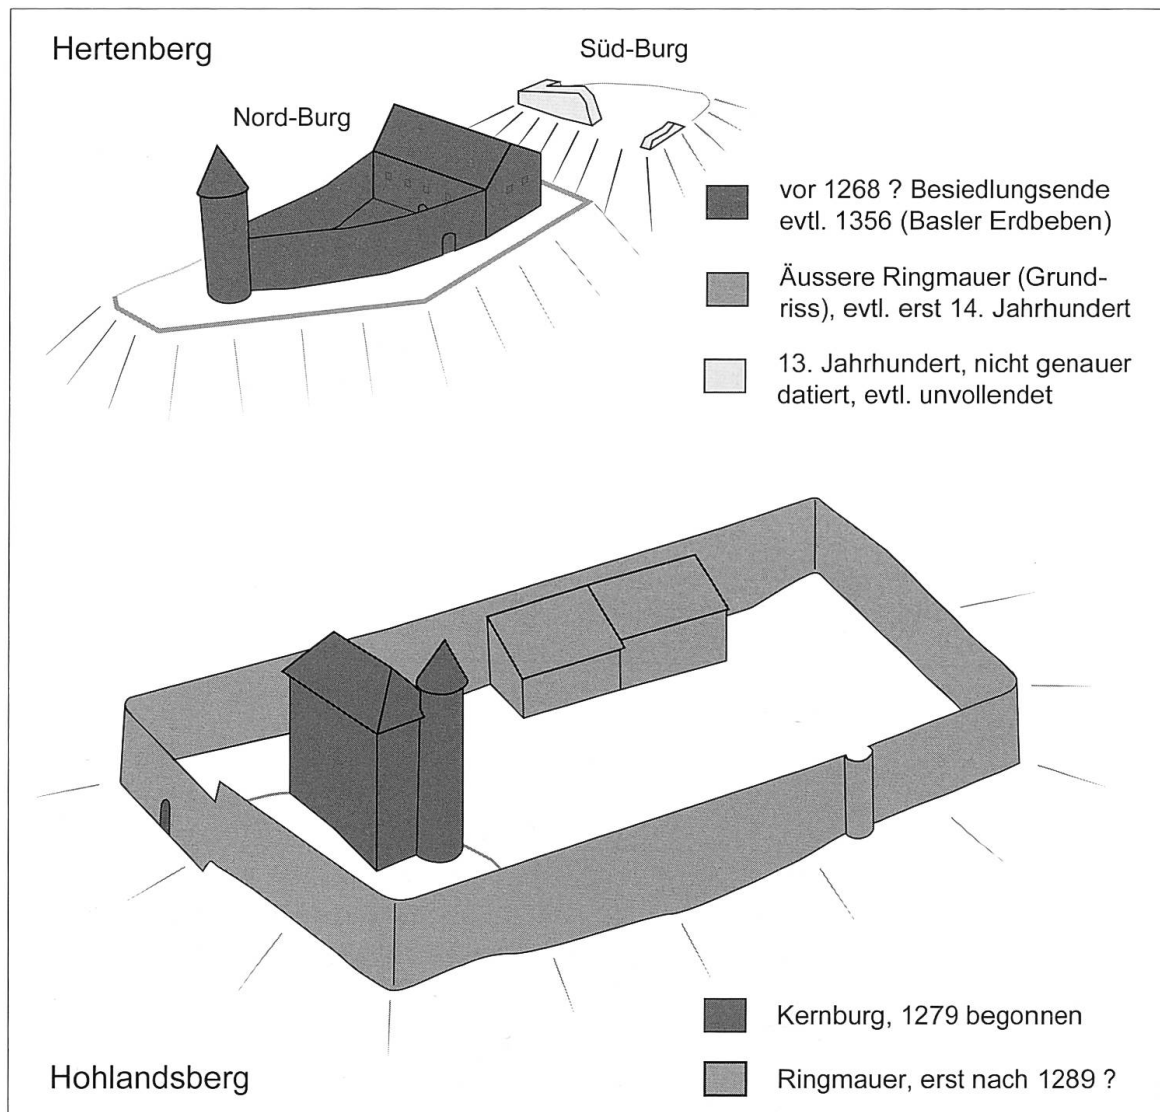 Hertenberg
Süd-Burg
Nord-Burg
vor 1268 ? Besiedlungsende
evtl. 1356 (Basler Erdbeben)
Äussere Ringmauer (Grund-
riss), evtl. erst 14. Jahrhundert
13. Jahrhundert, nicht genauer
datiert, evtl. unvollendet
Kernburg, 1279 begonnen
Ringmauer, erst nach 1289 ?
Hohlandsberg